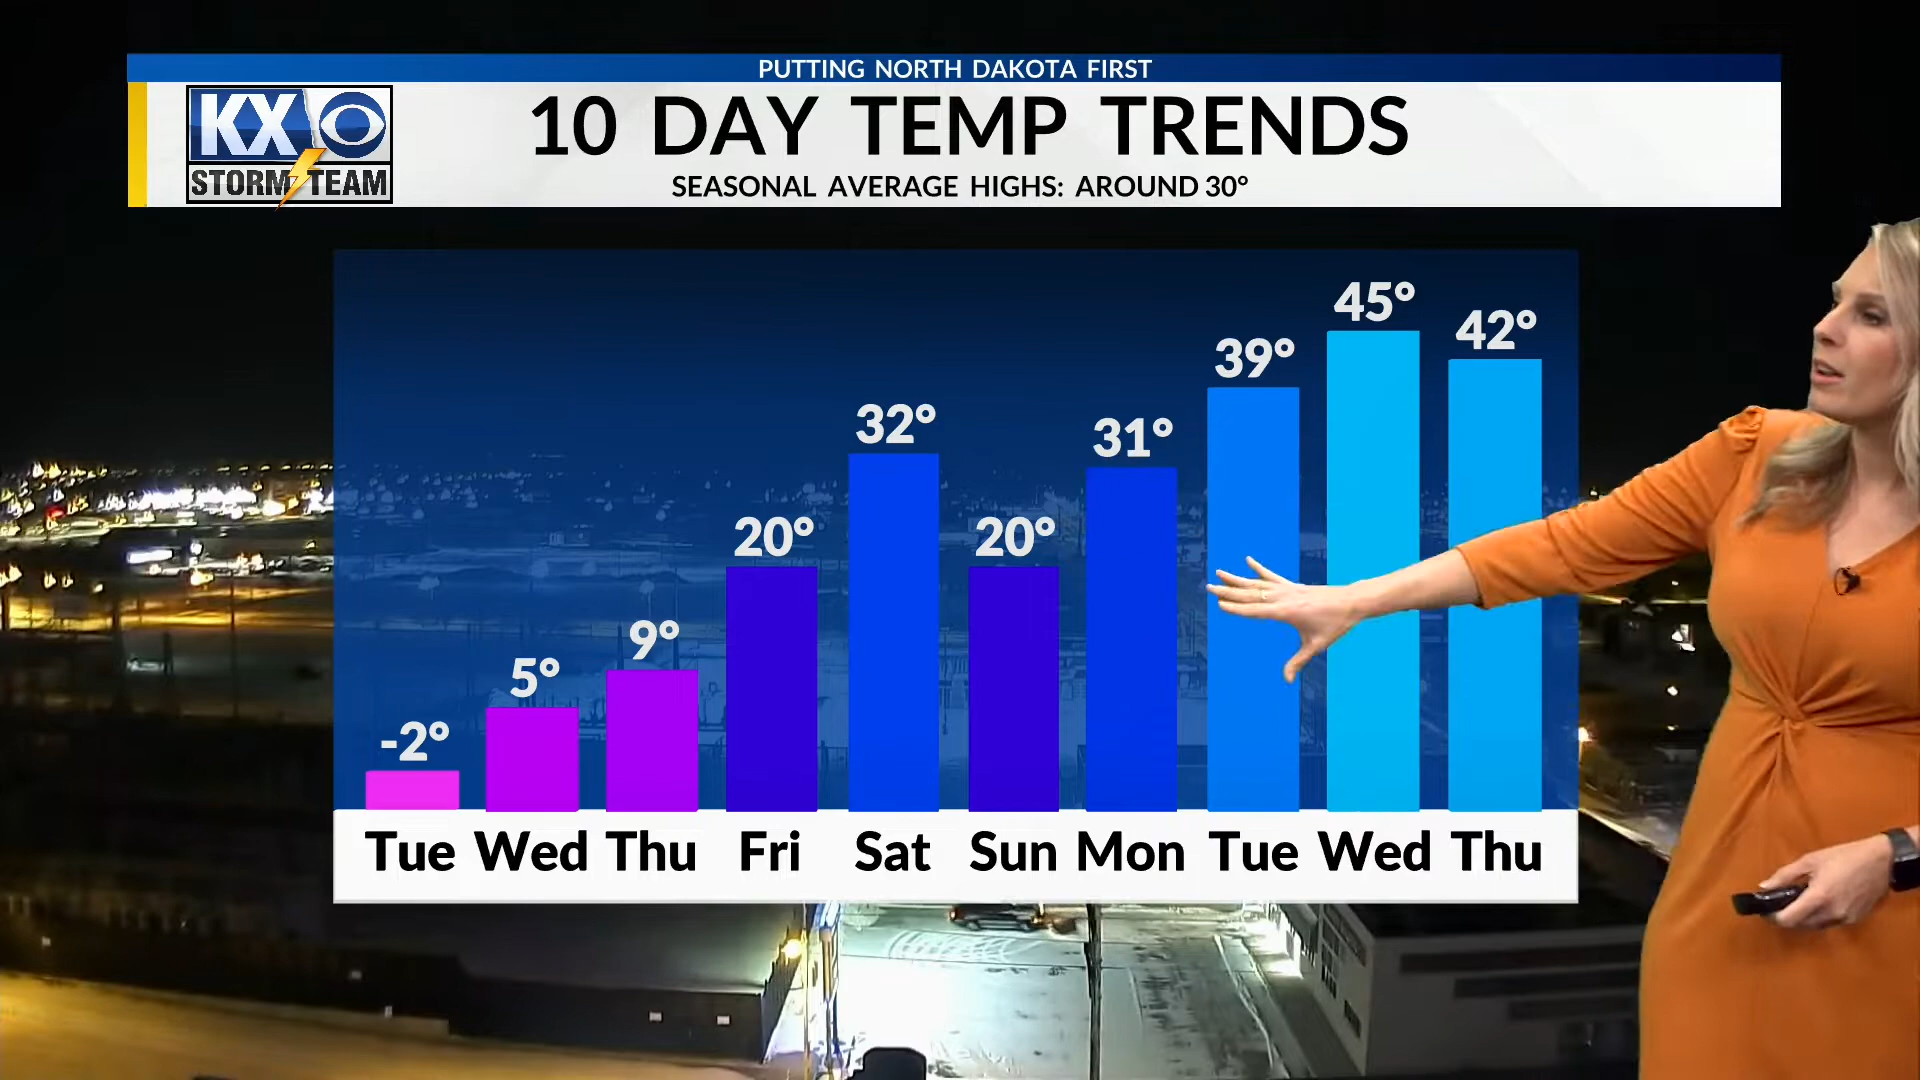 PUTTING NORTH DAKOTA FIRST
KX
STORM TEAM
10 DAY TEMP TRENDS
SEASONAL AVERAGE HIGHS: AROUND 30°
-2° 5° 9° 20° 32° 20° 31° 39° 45° 42°
Tue Wed Thu Fri Sat Sun Mon Tue Wed Thu